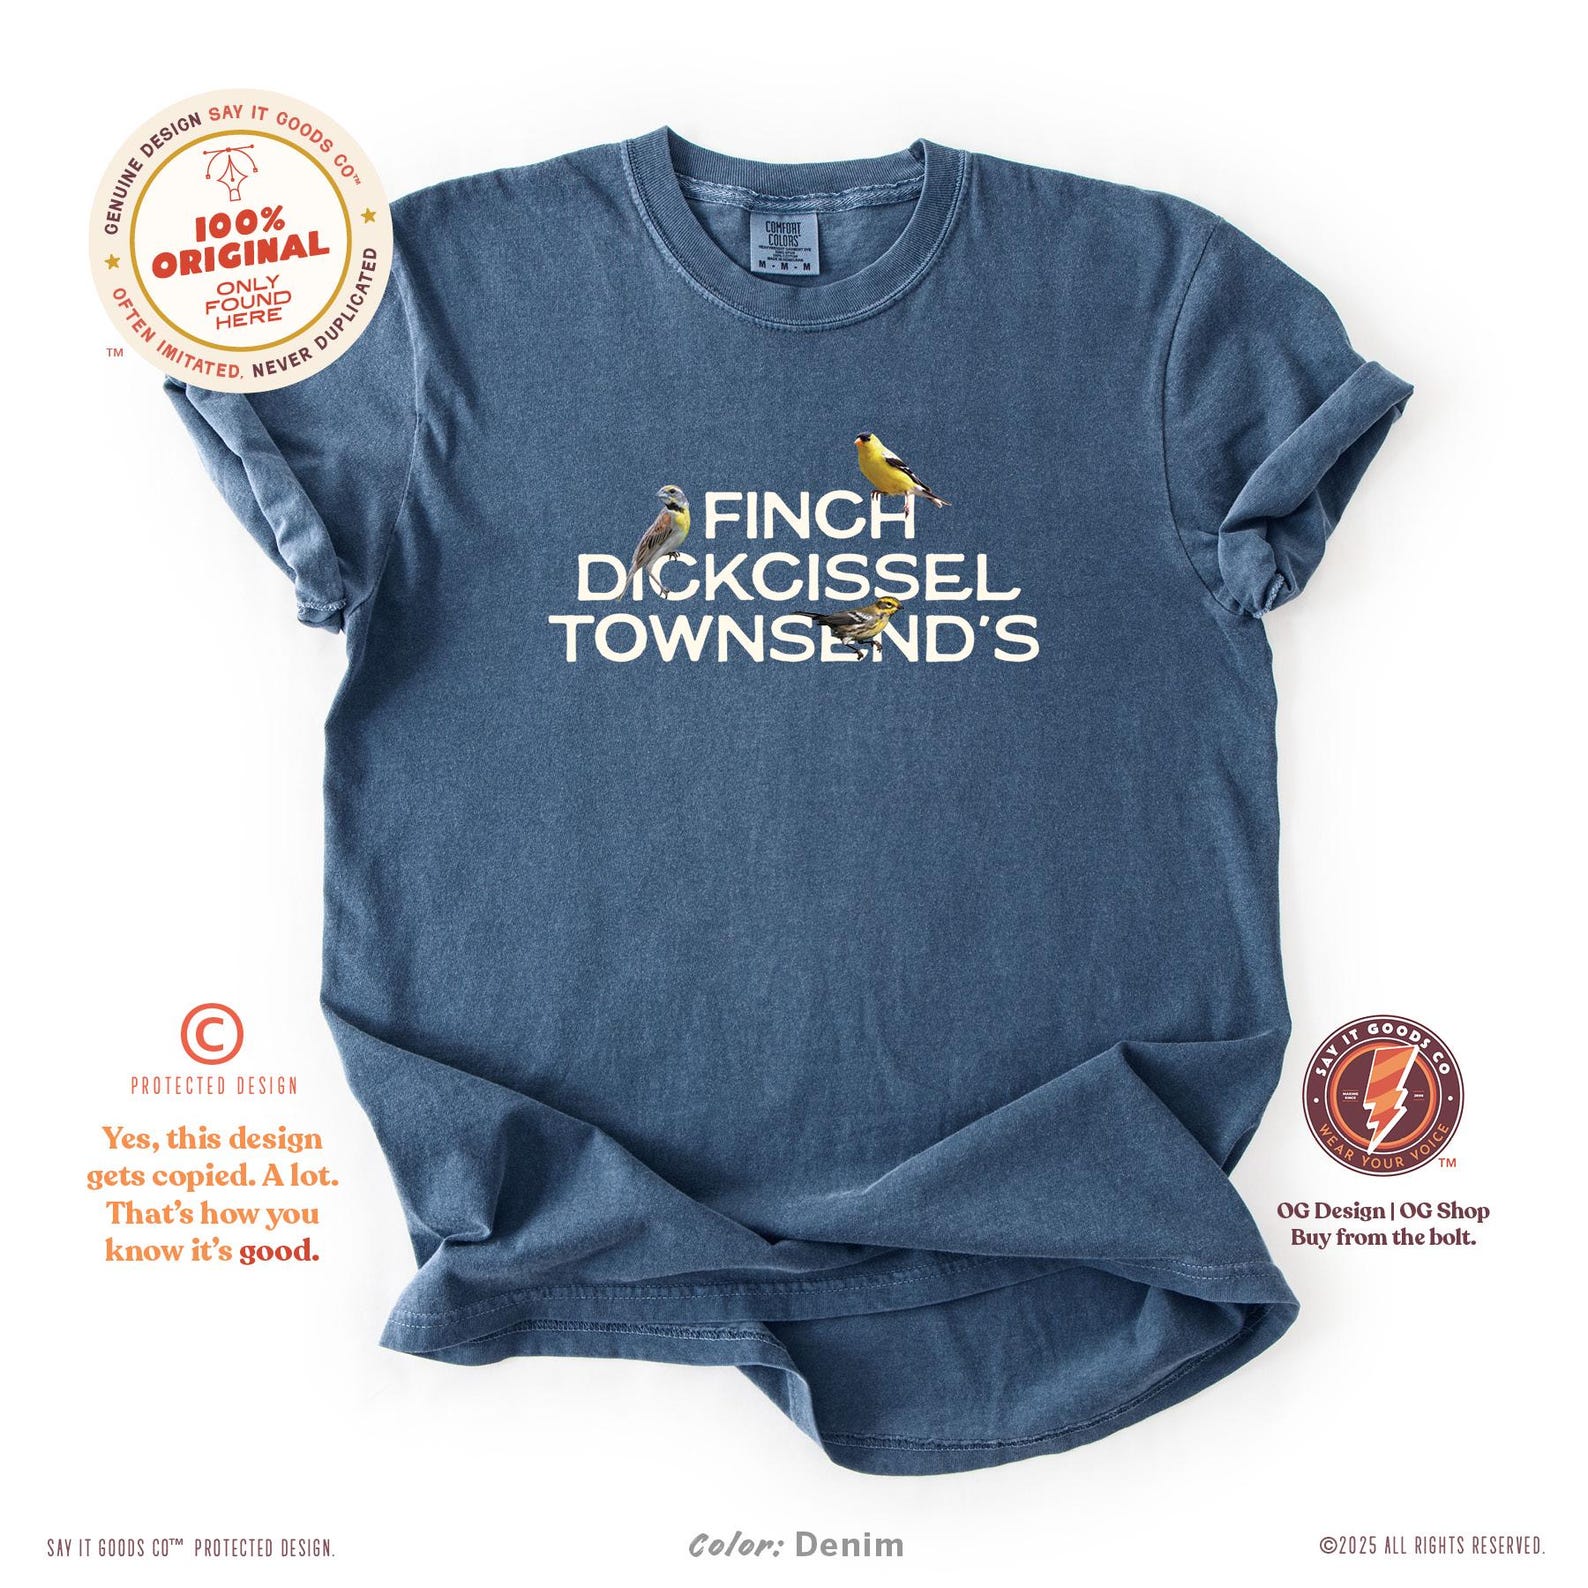 GENUINE DESIGN SAY IT GOODS CO™
100%
ORIGINAL
ONLY
FOUND
HERE
OFTEN IMITATED, NEVER DUPLICATED
TM
COMFORT
COLORS
M - M - M
FINCH
DICKCISSEL
TOWNSEND'S
©
PROTECTED DESIGN
Yes, this design
gets copied. A lot.
That's how you
know it's good.
SAY IT GOODS CO
WEAR YOUR VOICE
TM
OG Design | OG Shop
Buy from the bolt.
SAY IT GOODS CO™ PROTECTED DESIGN.
Color: Denim
©2025 ALL RIGHTS RESERVED.